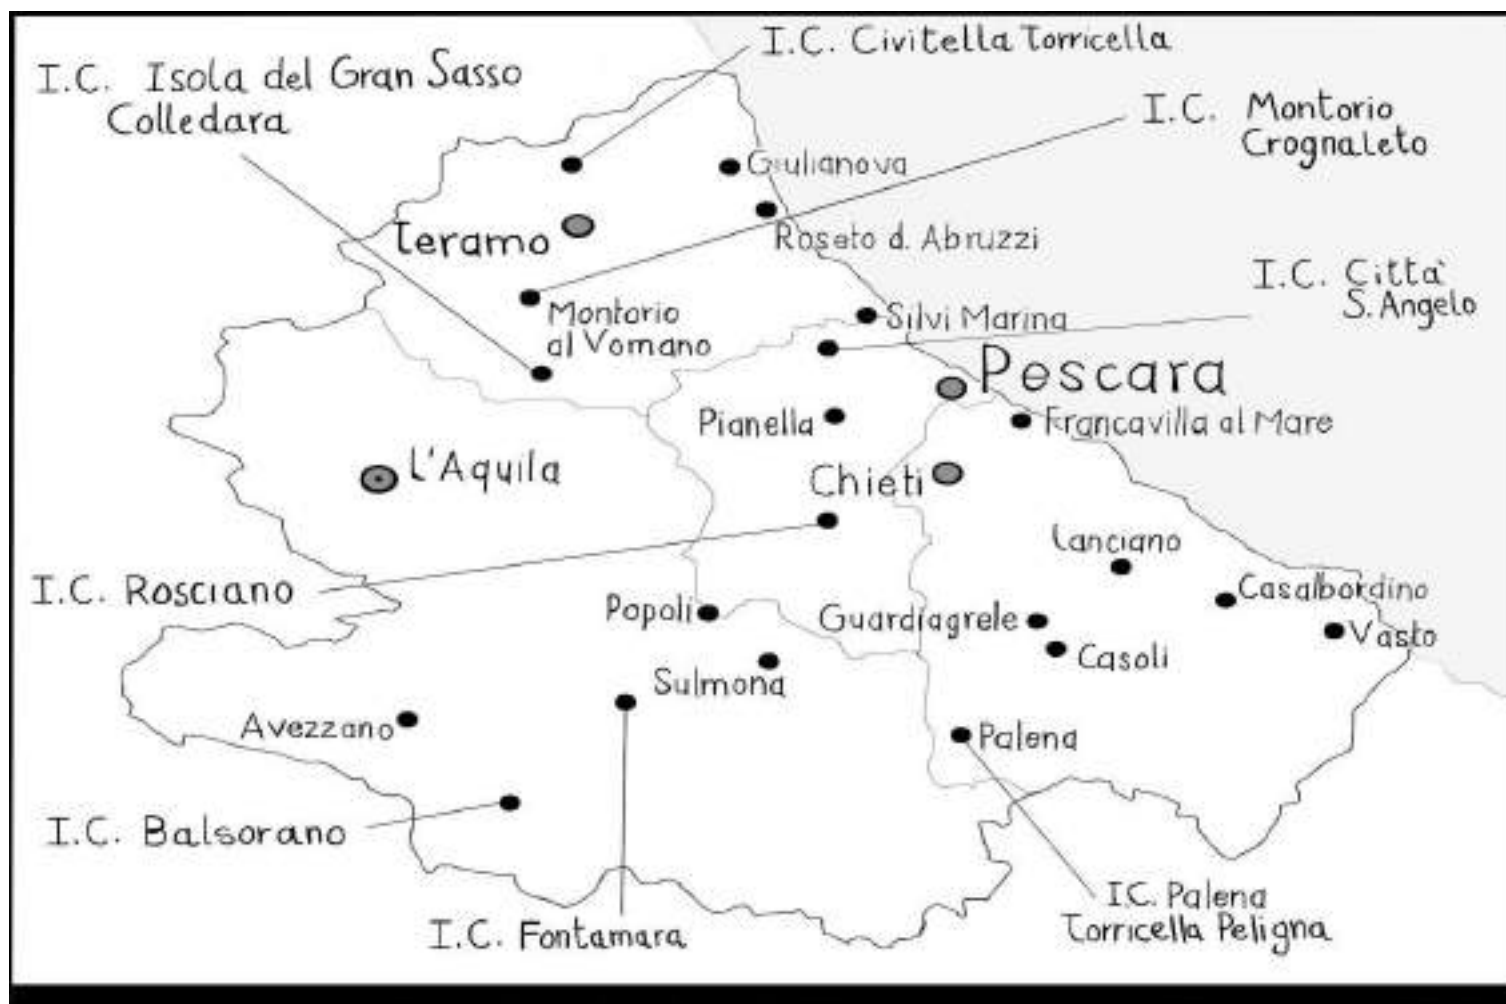 I.C. Civitella Torricella
I.C. Isola del Gran Sasso
Colledara
I.C. Montorio
Crognaleto
Giulianova
Teramo
Roseto d. Abruzzi
I.C. Città
S. Angelo
Montorio
al Vomano
Silvi Marina
Pescara
Pianella
Francavilla al Mare
L'Aquila
Chieti
Lanciano
I.C. Rosciano
Casalbordino
Popoli
Guardiagrele
Vasto
Casoli
Sulmona
Avezzano
Palena
I.C. Balsorano
I.C. Palena
Torricella Peligna
I.C. Fontamara